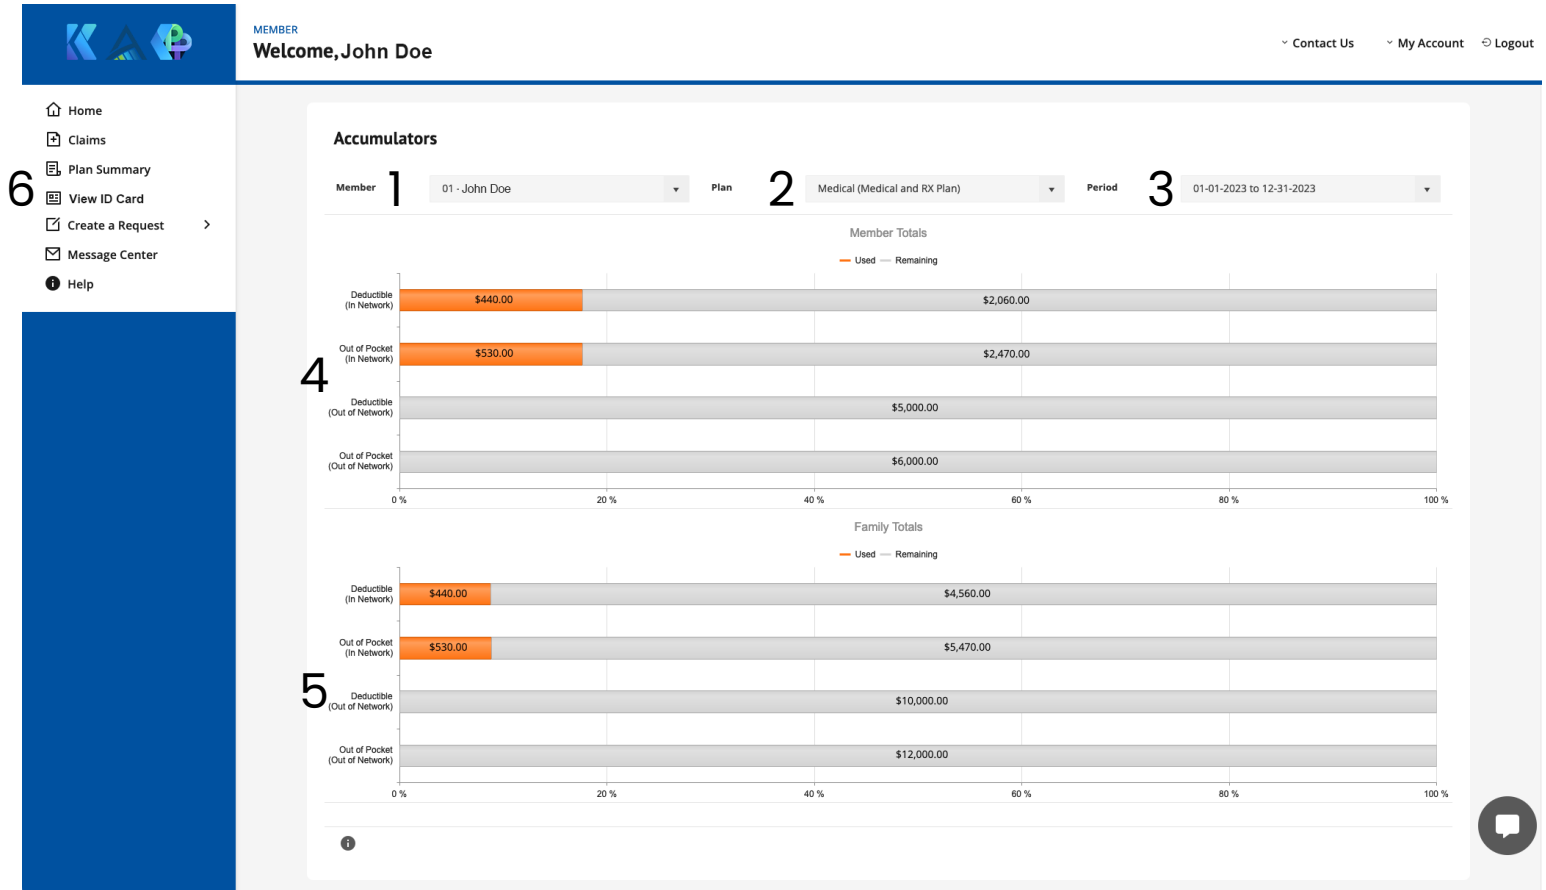 KAPP
MEMBER
Welcome, John Doe
Contact Us
My Account
Logout
Home
Claims
Plan Summary
6
View ID Card
Create a Request
Message Center
Help
Accumulators
Member 1 01 - John Doe Plan 2 Medical (Medical and RX Plan) Period 3 01-01-2023 to 12-31-2023
Member Totals
Used Remaining
Deductible
(In Network)
$440.00 $2,060.00
Out of Pocket
(In Network)
$530.00 $2,470.00
4
Deductible
(Out of Network)
$5,000.00
Out of Pocket
(Out of Network)
$6,000.00
0 % 20 % 40 % 60 % 80 % 100 %
Family Totals
Used Remaining
Deductible
(In Network)
$440.00 $4,560.00
Out of Pocket
(In Network)
$530.00 $5,470.00
5
Deductible
(Out of Network)
$10,000.00
Out of Pocket
(Out of Network)
$12,000.00
0 % 20 % 40 % 60 % 80 % 100 %